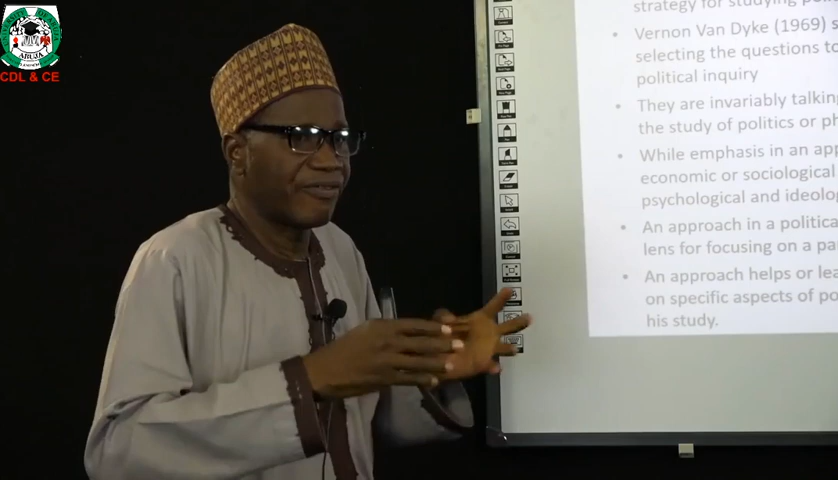 ABUJA
CDL & CE
strategy for studying poli
Vernon Van Dyke (1969) s
selecting the questions to
political inquiry
They are invariably talking
the study of politics or ph
While emphasis in an app
economic or sociological
psychological and ideolog
An approach in a politica
lens for focusing on a pa
An approach helps or lea
on specific aspects of po
his study.